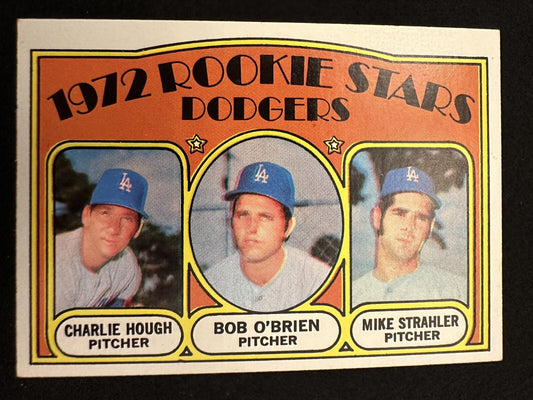 1972 ROOKIE STARS
DODGERS
LA LA LA
CHARLIE HOUGH
PITCHER
BOB O'BRIEN
PITCHER
MIKE STRAHLER
PITCHER